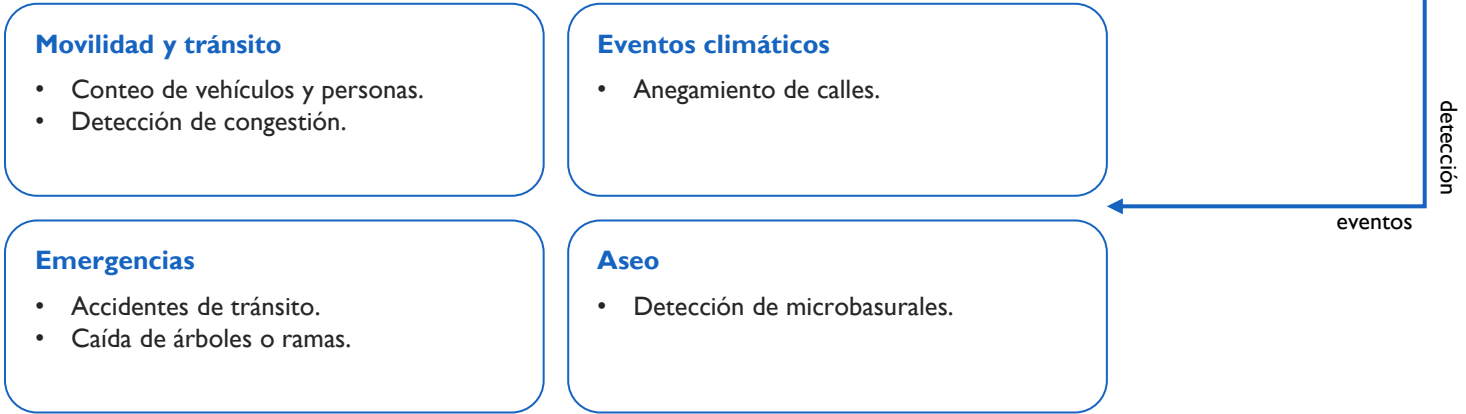 Movilidad y tránsito
• Conteo de vehículos y personas.
• Detección de congestión.
Eventos climáticos
• Anegamiento de calles.
detección
eventos
Emergencias
• Accidentes de tránsito.
• Caída de árboles o ramas.
Aseo
• Detección de microbasurales.